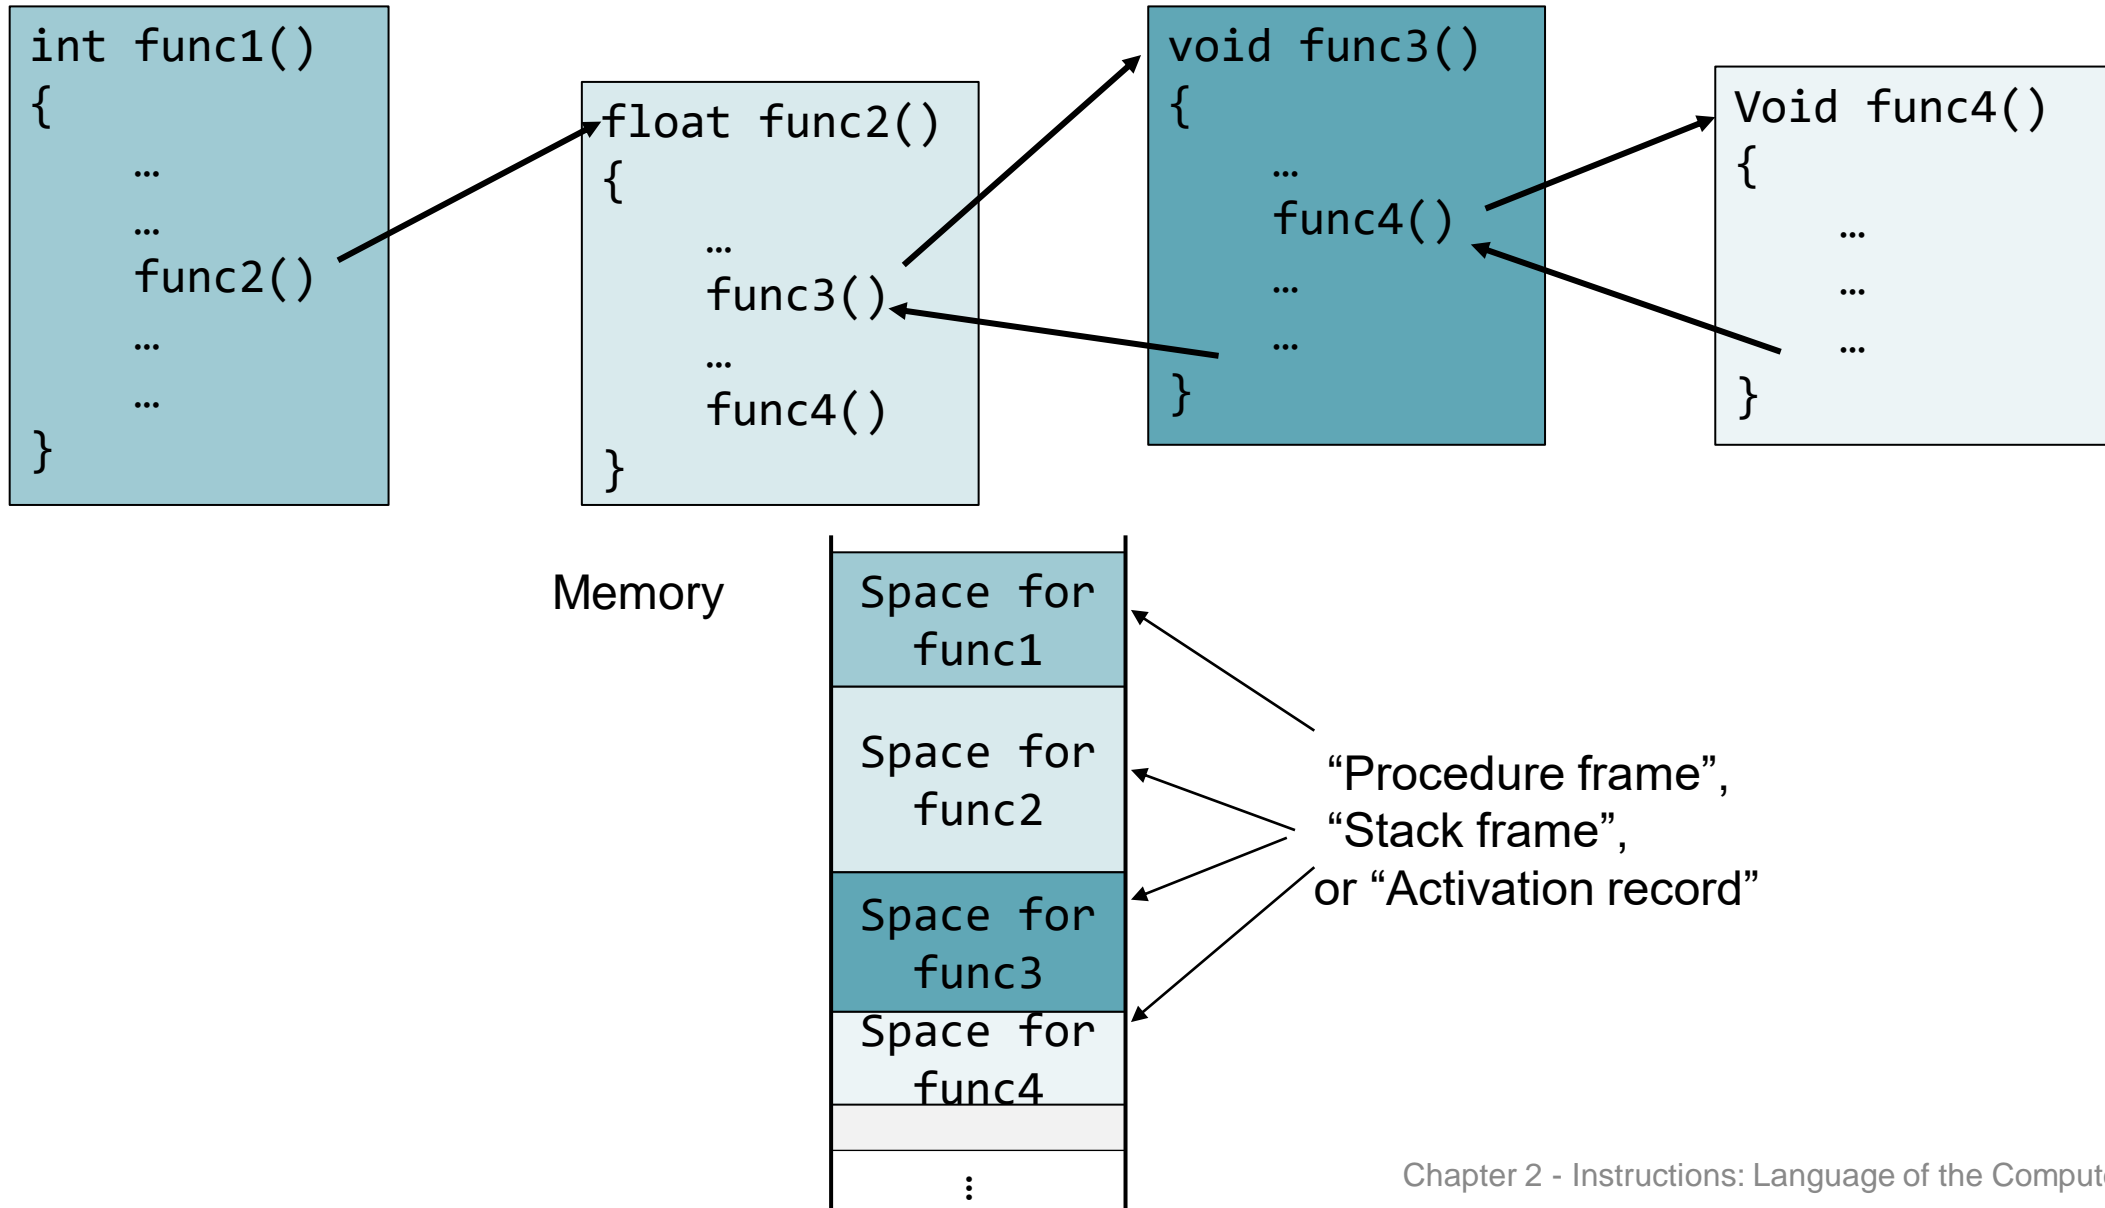 int func1()
{
…
…
func2()
…
…
}
float func2()
{
…
func3()
…
func4()
}
void func3()
{
…
func4()
…
…
}
Void func4()
{
…
…
…
}
Memory
Space for
func1
Space for
func2
Space for
func3
Space for
func4
…
“Procedure frame”,
“Stack frame”,
or “Activation record”
Chapter 2 - Instructions: Language of the